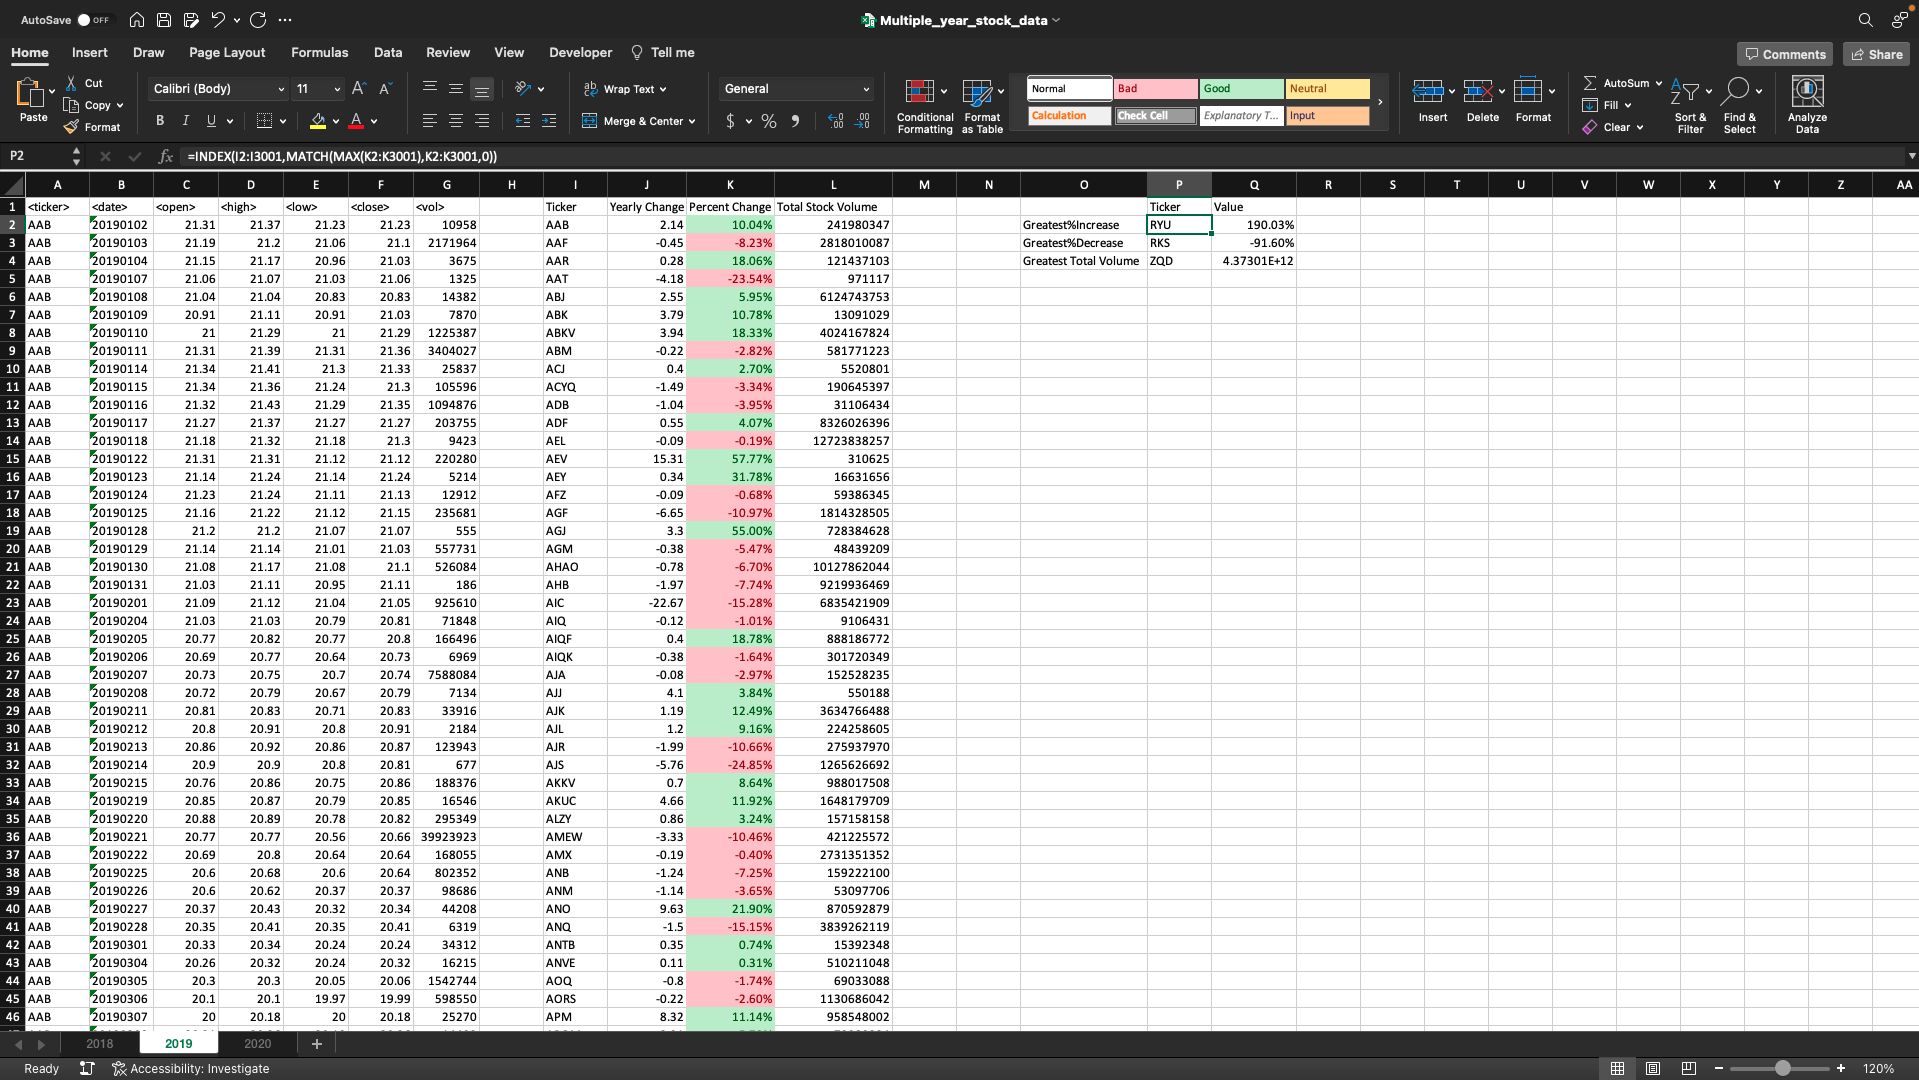 AutoSave OFF Multiple_year_stock_data
Home Insert Draw Page Layout Formulas Data Review View Developer Tell me Comments Share
Paste Cut Copy Format Calibri (Body) 11 B I U Wrap Text Merge & Center General $ % Conditional Formatting Format as Table Normal Bad Good Neutral Calculation Check Cell Explanatory T... Input Insert Delete Format AutoSum Fill Clear Sort & Filter Find & Select Analyze Data
P2 fx =INDEX(I2:I3001,MATCH(MAX(K2:K3001),K2:K3001,0))
A B C D E F G H I J K L M N O P Q R S T U V W X Y Z AA
1 <ticker> <date> <open> <high> <low> <close> <vol> Ticker Yearly Change Percent Change Total Stock Volume Ticker Value
2 AAB 20190102 21.31 21.37 21.23 21.23 10958 AAB 2.14 10.04% 241980347 Greatest%Increase RYU 190.03%
3 AAB 20190103 21.19 21.2 21.06 21.1 2171964 AAF -0.45 -8.23% 2818010087 Greatest%Decrease RKS -91.60%
4 AAB 20190104 21.15 21.17 20.96 21.03 3675 AAR 0.28 18.06% 121437103 Greatest Total Volume ZQD 4.37301E+12
5 AAB 20190107 21.06 21.07 21.03 21.06 1325 AAT -4.18 -23.54% 971117
6 AAB 20190108 21.04 21.04 20.83 20.83 14382 ABJ 2.55 5.95% 6124743753
7 AAB 20190109 20.91 21.11 20.91 21.03 7870 ABK 3.79 10.78% 13091029
8 AAB 20190110 21 21.29 21 21.29 1225387 ABKV 3.94 18.33% 4024167824
9 AAB 20190111 21.31 21.39 21.31 21.36 3404027 ABM -0.22 -2.82% 581771223
10 AAB 20190114 21.34 21.41 21.3 21.33 25837 ACJ 0.4 2.70% 5520801
11 AAB 20190115 21.34 21.36 21.24 21.3 105596 ACYQ -1.49 -3.34% 190645397
12 AAB 20190116 21.32 21.43 21.29 21.35 1094876 ADB -1.04 -3.95% 31106434
13 AAB 20190117 21.27 21.37 21.27 21.27 203755 ADF 0.55 4.07% 8326026396
14 AAB 20190118 21.18 21.32 21.18 21.3 9423 AEL -0.09 -0.19% 12723838257
15 AAB 20190122 21.31 21.31 21.12 21.12 220280 AEV 15.31 57.77% 310625
16 AAB 20190123 21.14 21.24 21.14 21.24 5214 AEY 0.34 31.78% 16631656
17 AAB 20190124 21.23 21.24 21.11 21.13 12912 AFZ -0.09 -0.68% 59386345
18 AAB 20190125 21.16 21.22 21.12 21.15 235681 AGF -6.65 -10.97% 1814328505
19 AAB 20190128 21.2 21.2 21.07 21.07 555 AGJ 3.3 55.00% 728384628
20 AAB 20190129 21.14 21.14 21.01 21.03 557731 AGM -0.38 -5.47% 48439209
21 AAB 20190130 21.08 21.17 21.08 21.1 526084 AHAO -0.78 -6.70% 10127862044
22 AAB 20190131 21.03 21.11 20.95 21.11 186 AHB -1.97 -7.74% 9219936469
23 AAB 20190201 21.09 21.12 21.04 21.05 925610 AIC -22.67 -15.28% 6835421909
24 AAB 20190204 21.03 21.03 20.79 20.81 71848 AIQ -0.12 -1.01% 9106431
25 AAB 20190205 20.77 20.82 20.77 20.8 166496 AIQF 0.4 18.78% 888186772
26 AAB 20190206 20.69 20.77 20.64 20.73 6969 AIQK -0.38 -1.64% 301720349
27 AAB 20190207 20.73 20.75 20.7 20.74 7588084 AJA -0.08 -2.97% 152528235
28 AAB 20190208 20.72 20.79 20.67 20.79 7134 AJJ 4.1 3.84% 550188
29 AAB 20190211 20.81 20.83 20.71 20.83 33916 AJK 1.19 12.49% 3634766488
30 AAB 20190212 20.8 20.91 20.8 20.91 2184 AJL 1.2 9.16% 224258605
31 AAB 20190213 20.86 20.92 20.86 20.87 123943 AJR -1.99 -10.66% 275937970
32 AAB 20190214 20.9 20.9 20.8 20.81 677 AJS -5.76 -24.85% 1265626692
33 AAB 20190215 20.76 20.86 20.75 20.86 188376 AKKV 0.7 8.64% 988017508
34 AAB 20190219 20.85 20.87 20.79 20.85 16546 AKUC 4.66 11.92% 1648179709
35 AAB 20190220 20.88 20.89 20.78 20.82 295349 ALZY 0.86 3.24% 157158158
36 AAB 20190221 20.77 20.77 20.56 20.66 39923923 AMEW -3.33 -10.46% 421225572
37 AAB 20190222 20.69 20.8 20.64 20.64 168055 AMX -0.19 -0.40% 2731351352
38 AAB 20190225 20.6 20.68 20.6 20.64 802352 ANB -1.24 -7.25% 159222100
39 AAB 20190226 20.6 20.62 20.37 20.37 98686 ANM -1.14 -3.65% 53097706
40 AAB 20190227 20.37 20.43 20.32 20.34 44208 ANO 9.63 21.90% 870592879
41 AAB 20190228 20.35 20.41 20.35 20.41 6319 ANQ -1.5 -15.15% 3839262119
42 AAB 20190301 20.33 20.34 20.24 20.24 34312 ANTB 0.35 0.74% 15392348
43 AAB 20190304 20.26 20.32 20.24 20.32 16215 ANVE 0.11 0.31% 510211048
44 AAB 20190305 20.3 20.3 20.05 20.06 1542744 AOQ -0.8 -1.74% 69033088
45 AAB 20190306 20.1 20.1 19.97 19.99 598550 AORS -0.22 -2.60% 1130686042
46 AAB 20190307 20 20.18 20 20.18 25270 APM 8.32 11.14% 958548002
2018 2019 2020 +
Ready Accessibility: Investigate 120%